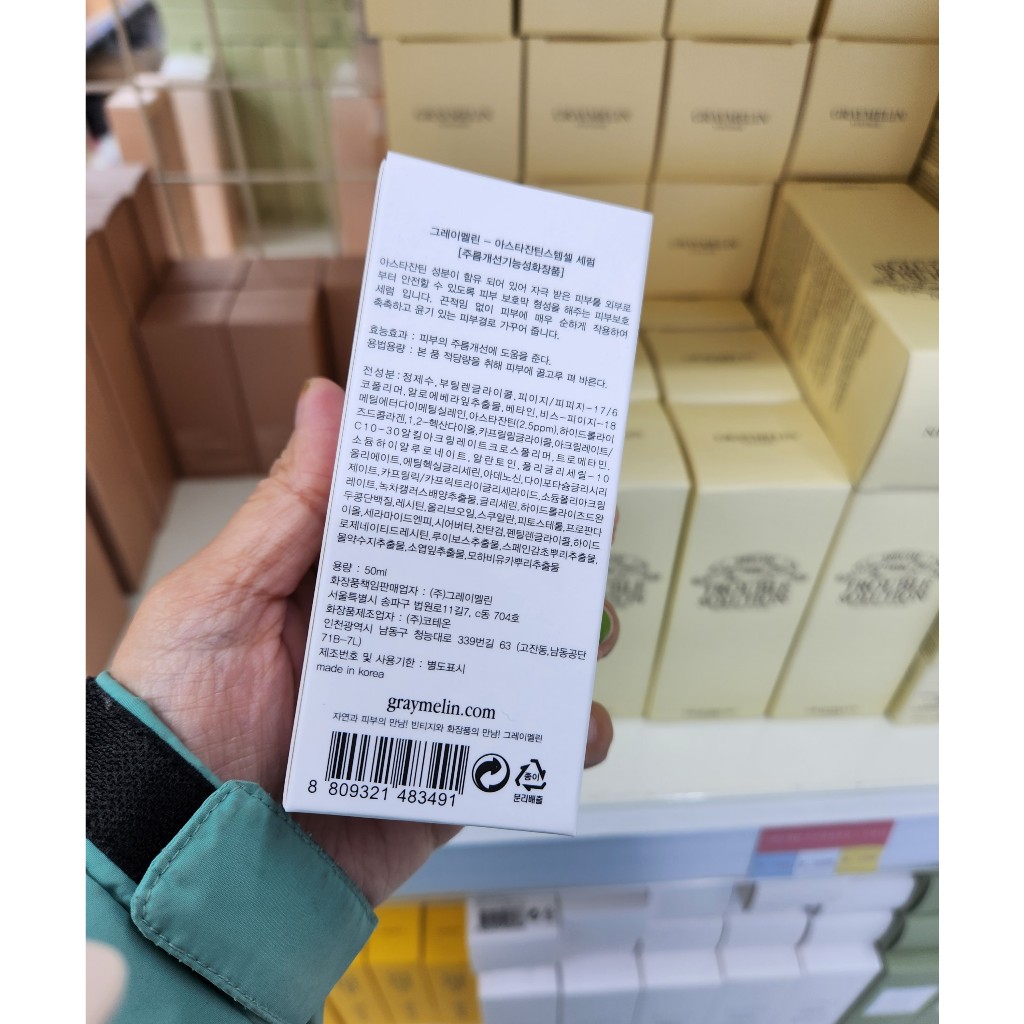 그레이멜린 - 아스타잔틴스템셀 세럼
[주름개선기능성화장품]
아스타잔틴 성분이 함유 되어 있어 자극 받은 피부를 외부로
부터 안전할 수 있도록 피부 보호막 형성을 해주는 피부보호
세럼 입니다. 끈적임 없이 피부에 매우 순하게 작용하여
촉촉하고 윤기 있는 피부결로 가꾸어 줍니다.
효능효과 : 피부의 주름개선에 도움을 준다.
용법용량 : 본 품 적당량을 취해 피부에 골고루 펴 바른다.
전성분 : 정제수, 부틸렌글라이콜, 피이지/피피지-17/6
코폴리머, 알로에베라잎추출물, 베타인, 비스-피이지-18
메틸에터다이메틸실레인, 아스타잔틴(2.5ppm), 하이드롤라이
즈드콜라겐, 1,2-헥산다이올, 카프릴릴글라이콜, 아크릴레이트/
C10-30알킬아크릴레이트크로스폴리머, 트로메타민,
소듐하이알루로네이트, 알란토인, 폴리글리세릴-10
올리에이트, 에틸헥실글리세린, 아데노신, 다이포타슘글리시리
제이트, 카프릴릭/카프릭트라이글리세라이드, 소듐폴리아크릴
레이트, 녹차캘러스배양추출물, 글리세린, 하이드롤라이즈드완
두콩단백질, 레시틴, 올리브오일, 스쿠알란, 피토스테롤, 프로판다
이올, 세라마이드엔피, 시어버터, 잔탄검, 펜틸렌글라이콜, 하이드
로제네이티드레시틴, 루이보스추출물, 스페인감초뿌리추출물,
몰약수지추출물, 소엽잎추출물, 모하비유카뿌리추출물
용량 : 50ml
화장품책임판매업자 : (주)그레이멜린
서울특별시 송파구 법원로11길7, c동 704호
화장품제조업자 : (주)코테온
인천광역시 남동구 청능대로 339번길 63 (고잔동,남동공단
71B-7L)
제조번호 및 사용기한 : 별도표시
made in korea
graymelin.com
자연과 피부의 만남! 빈티지와 화장품의 만남! 그레이멜린
8 809321 483491
종이
분리배출
GRAYMELIN
GRAYMELIN
GRAYMELIN
GRAYMELIN
TROUBLE
SOLUTION
TROUBLE
SOLUTION